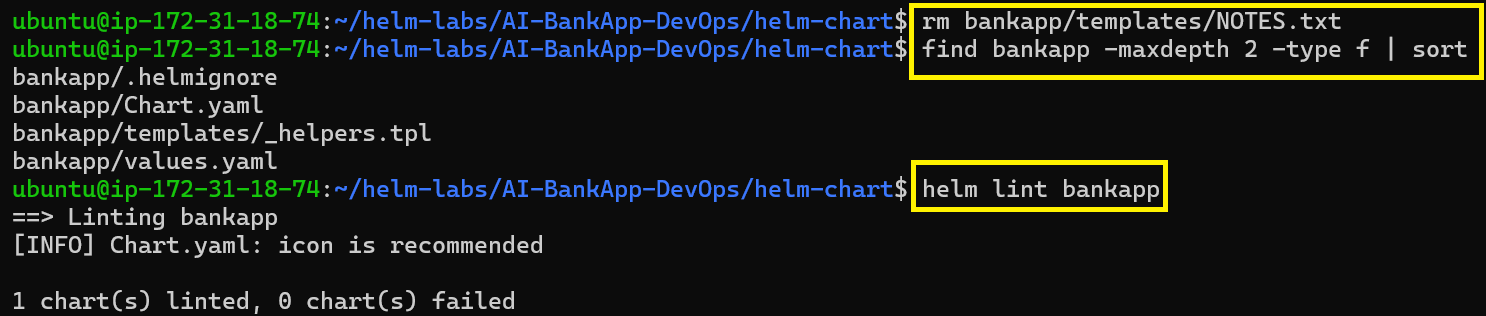 ubuntu@ip-172-31-18-74:~/helm-labs/AI-BankApp-DevOps/helm-chart$ rm bankapp/templates/NOTES.txt
ubuntu@ip-172-31-18-74:~/helm-labs/AI-BankApp-DevOps/helm-chart$ find bankapp -maxdepth 2 -type f | sort
bankapp/.helmignore
bankapp/Chart.yaml
bankapp/templates/_helpers.tpl
bankapp/values.yaml
ubuntu@ip-172-31-18-74:~/helm-labs/AI-BankApp-DevOps/helm-chart$ helm lint bankapp
==> Linting bankapp
[INFO] Chart.yaml: icon is recommended

1 chart(s) linted, 0 chart(s) failed